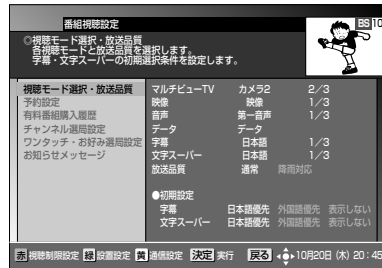 番組視聴設定
BS 10
◎視聴モード選択・放送品質
各視聴モードと放送品質を選択します。
字幕・文字スーパーの初期選択条件を設定します。
視聴モード選択・放送品質
予約設定
有料番組購入履歴
チャンネル選局設定
ワンタッチ・お好み選局設定
お知らせメッセージ
マルチビューTV カメラ2 2/3
映像 映像 1/3
音声 第一音声 1/3
データ データ
字幕 日本語 1/3
文字スーパー 日本語 1/3
放送品質 通常 降雨対応
●初期設定
字幕 日本語優先 外国語優先 表示しない
文字スーパー 日本語優先 外国語優先 表示しない
赤 視聴制限設定 緑 設置設定 黄 通信設定 決定 実行 戻る 10月20日 (木) 20:45